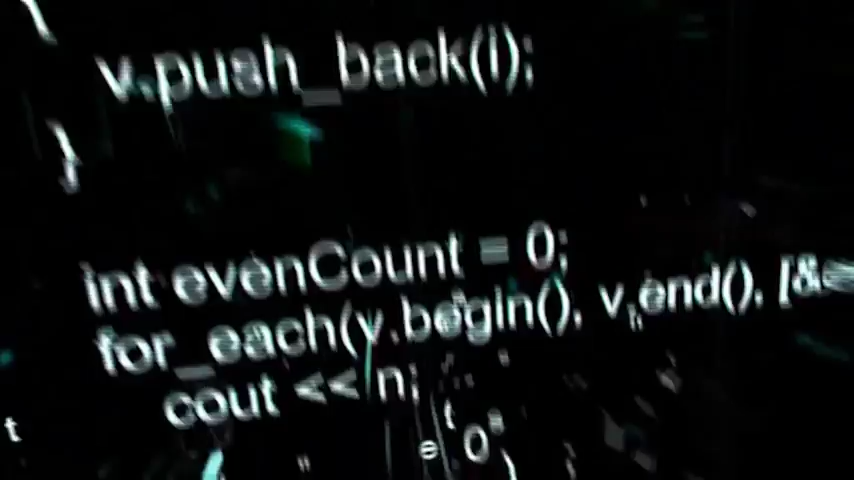 v.push_back(i);
}
int evenCount = 0;
for_each(v.begin(), v.end(), [&e
cout << n;